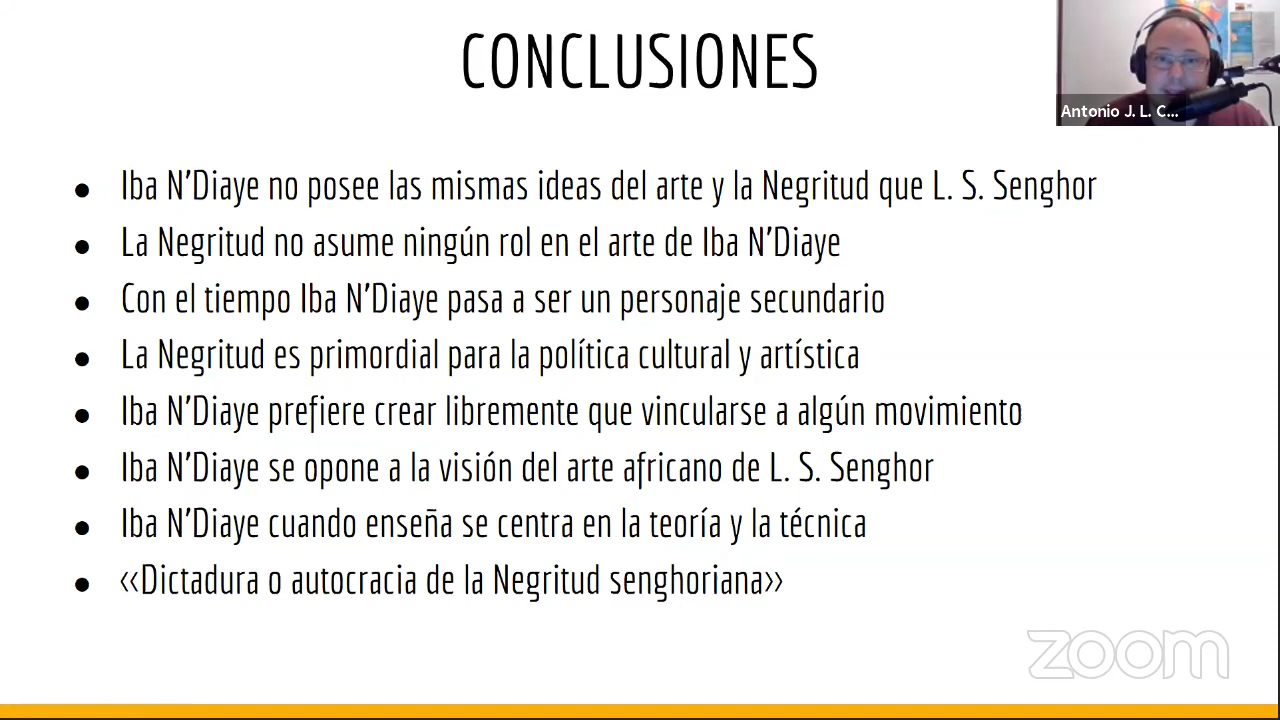 CONCLUSIONES
Antonio J. L. C...
● Iba N'Diaye no posee las mismas ideas del arte y la Negritud que L. S. Senghor
● La Negritud no asume ningún rol en el arte de Iba N'Diaye
● Con el tiempo Iba N'Diaye pasa a ser un personaje secundario
● La Negritud es primordial para la política cultural y artística
● Iba N'Diaye prefiere crear libremente que vincularse a algún movimiento
● Iba N'Diaye se opone a la visión del arte africano de L. S. Senghor
● Iba N'Diaye cuando enseña se centra en la teoría y la técnica
● <<Dictadura o autocracia de la Negritud senghoriana>>
zoom